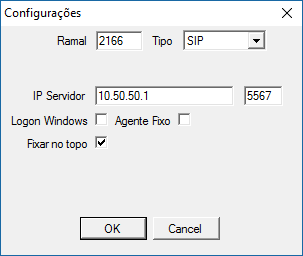 Configurações
Ramal 2166 Tipo SIP
IP Servidor 10.50.50.1 5567
Logon Windows Agente Fixo
Fixar no topo
OK Cancel